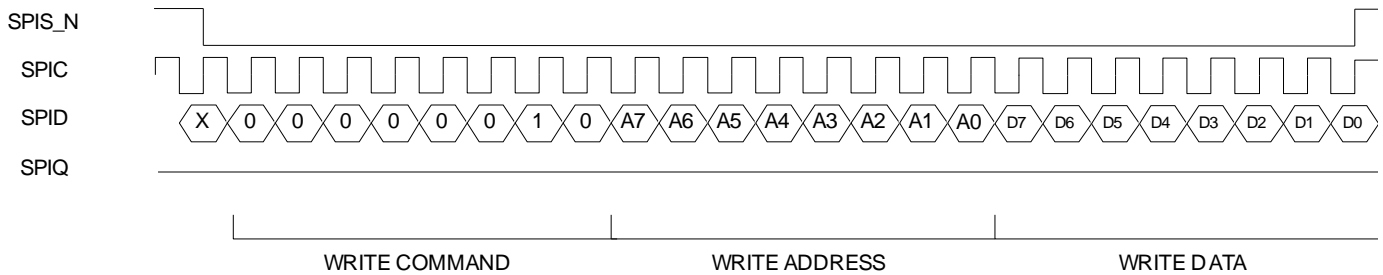 SPIS_N
SPIC
SPID X 0 0 0 0 0 0 1 0 A7 A6 A5 A4 A3 A2 A1 A0 D7 D6 D5 D4 D3 D2 D1 D0
SPIQ
WRITE COMMAND WRITE ADDRESS WRITE DATA